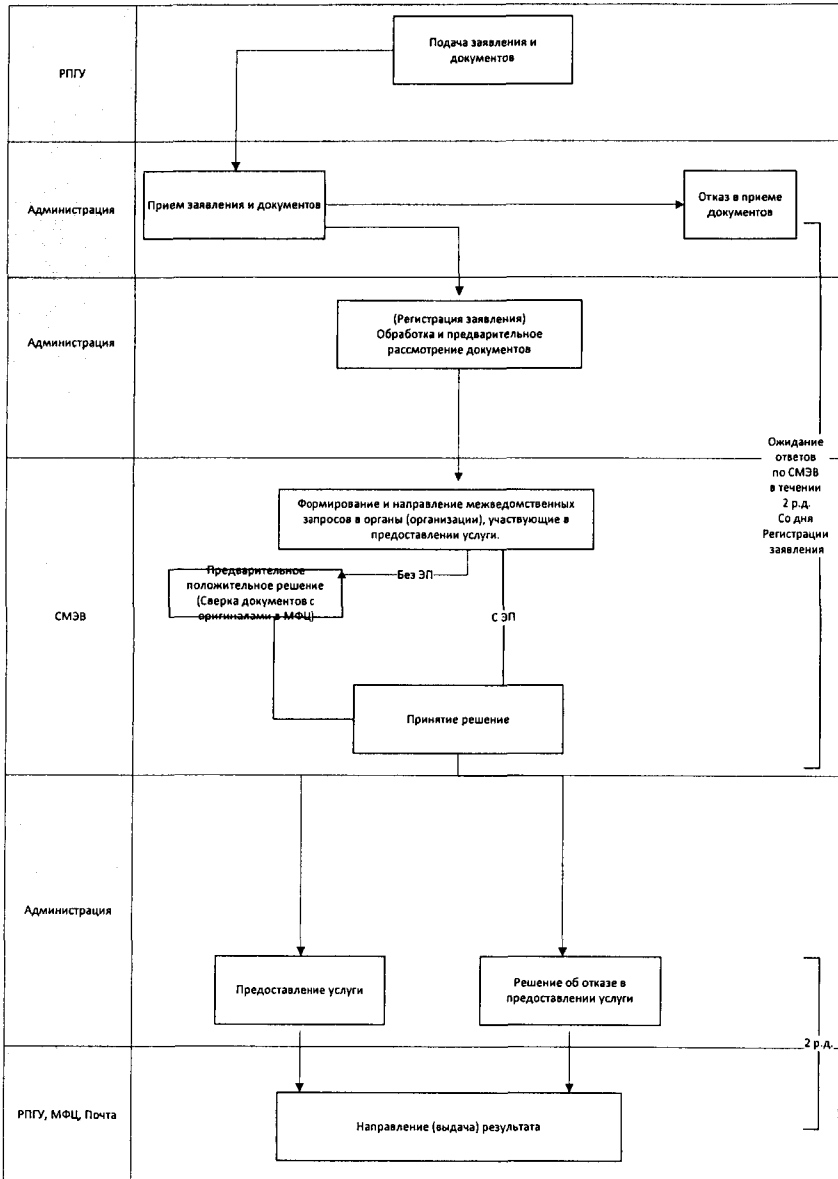 РПГУ
Подача заявления и
документов
Администрация
Прием заявления и документов
Отказ в приеме
документов
Администрация
(Регистрация заявления)
Обработка и предварительное
рассмотрение документов
Ожидание
ответов
по СМЭВ
в течении
2 р.д.
Со дня
Регистрации
заявления
СМЭВ
Формирование и направление межведомственных
запросов в органы (организации), участвующие в
предоставлении услуги.
Без ЭП
Предварительное
положительное решение
(Сверка документов с
оригиналами в МФЦ)
С ЭП
Принятие решение
Администрация
Предоставление услуги
Решение об отказе в
предоставлении услуги
2 р.д.
РПГУ, МФЦ, Почта
Направление (выдача) результата